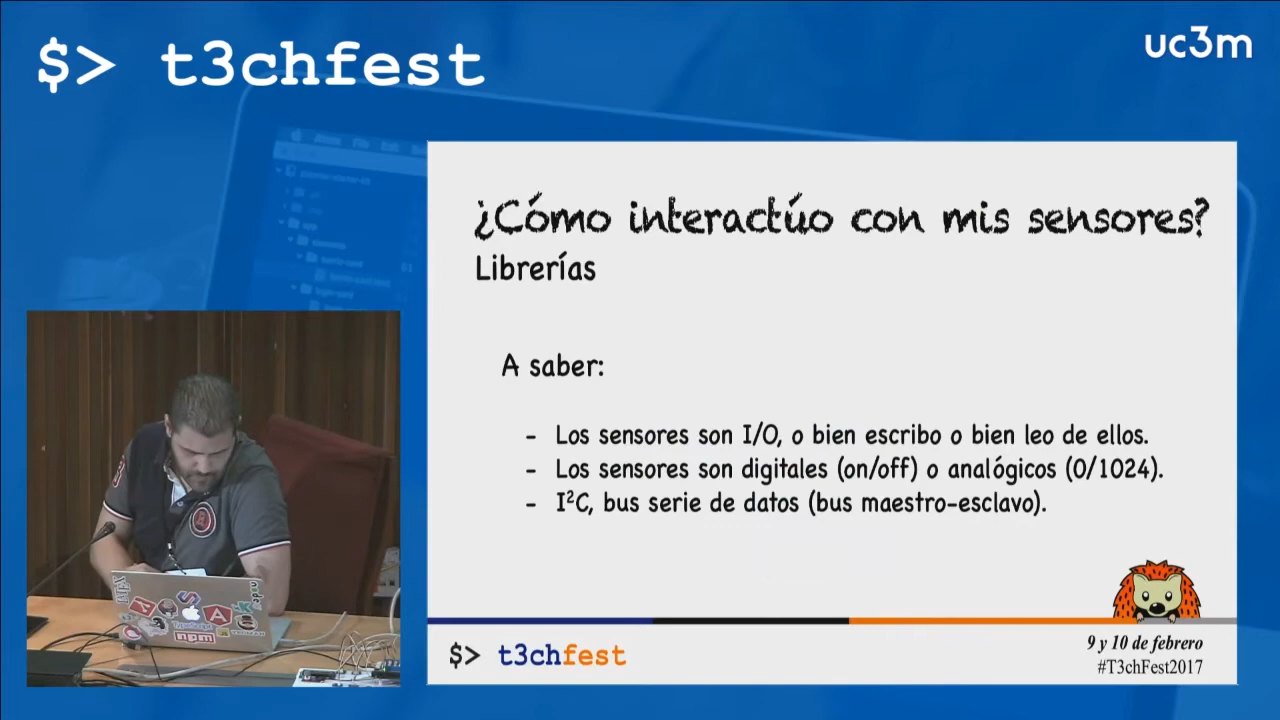 $> t3chfest
uc3m
¿Cómo interactúo con mis sensores?
Librerías
A saber:
- Los sensores son I/O, o bien escribo o bien leo de ellos.
- Los sensores son digitales (on/off) o analógicos (0/1024).
- I²C, bus serie de datos (bus maestro-esclavo).
$> t3chfest
9 y 10 de febrero
#T3chFest2017
TypeScript
npm
node